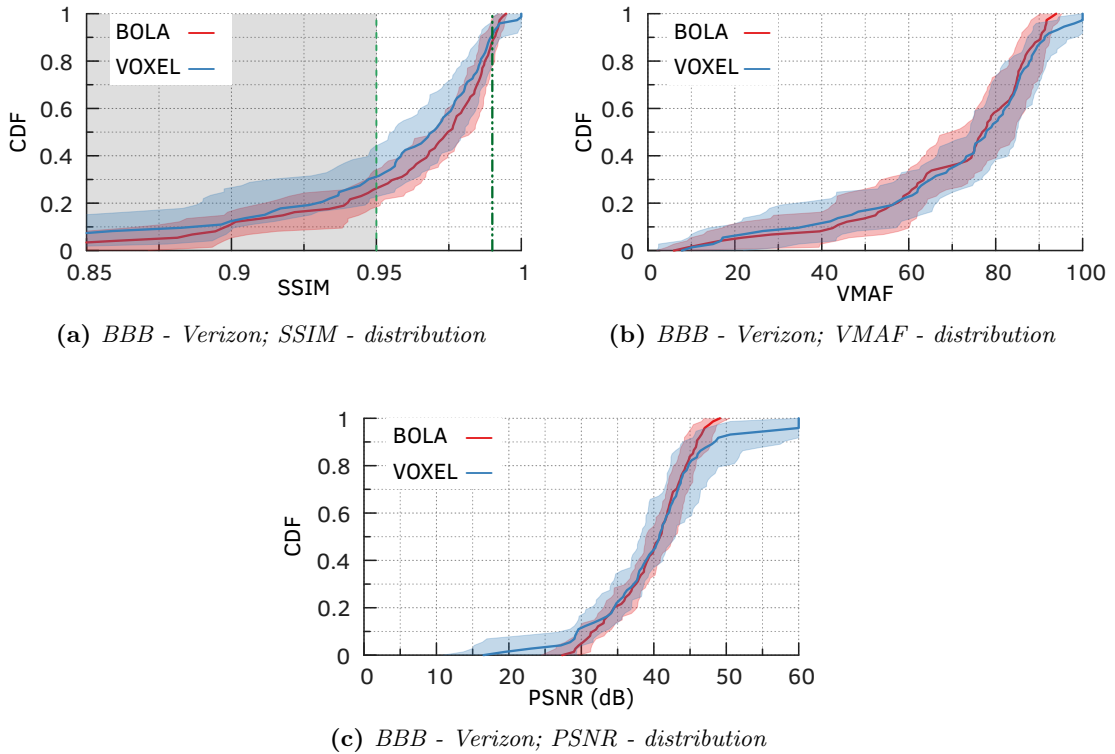 BOLA
VOXEL
CDF
1
0.8
0.6
0.4
0.2
0
0.85
0.9
0.95
1
SSIM
(a) BBB - Verizon; SSIM - distribution
BOLA
VOXEL
CDF
1
0.8
0.6
0.4
0.2
0
0
20
40
60
80
100
VMAF
(b) BBB - Verizon; VMAF - distribution
BOLA
VOXEL
CDF
1
0.8
0.6
0.4
0.2
0
0
10
20
30
40
50
60
PSNR (dB)
(c) BBB - Verizon; PSNR - distribution